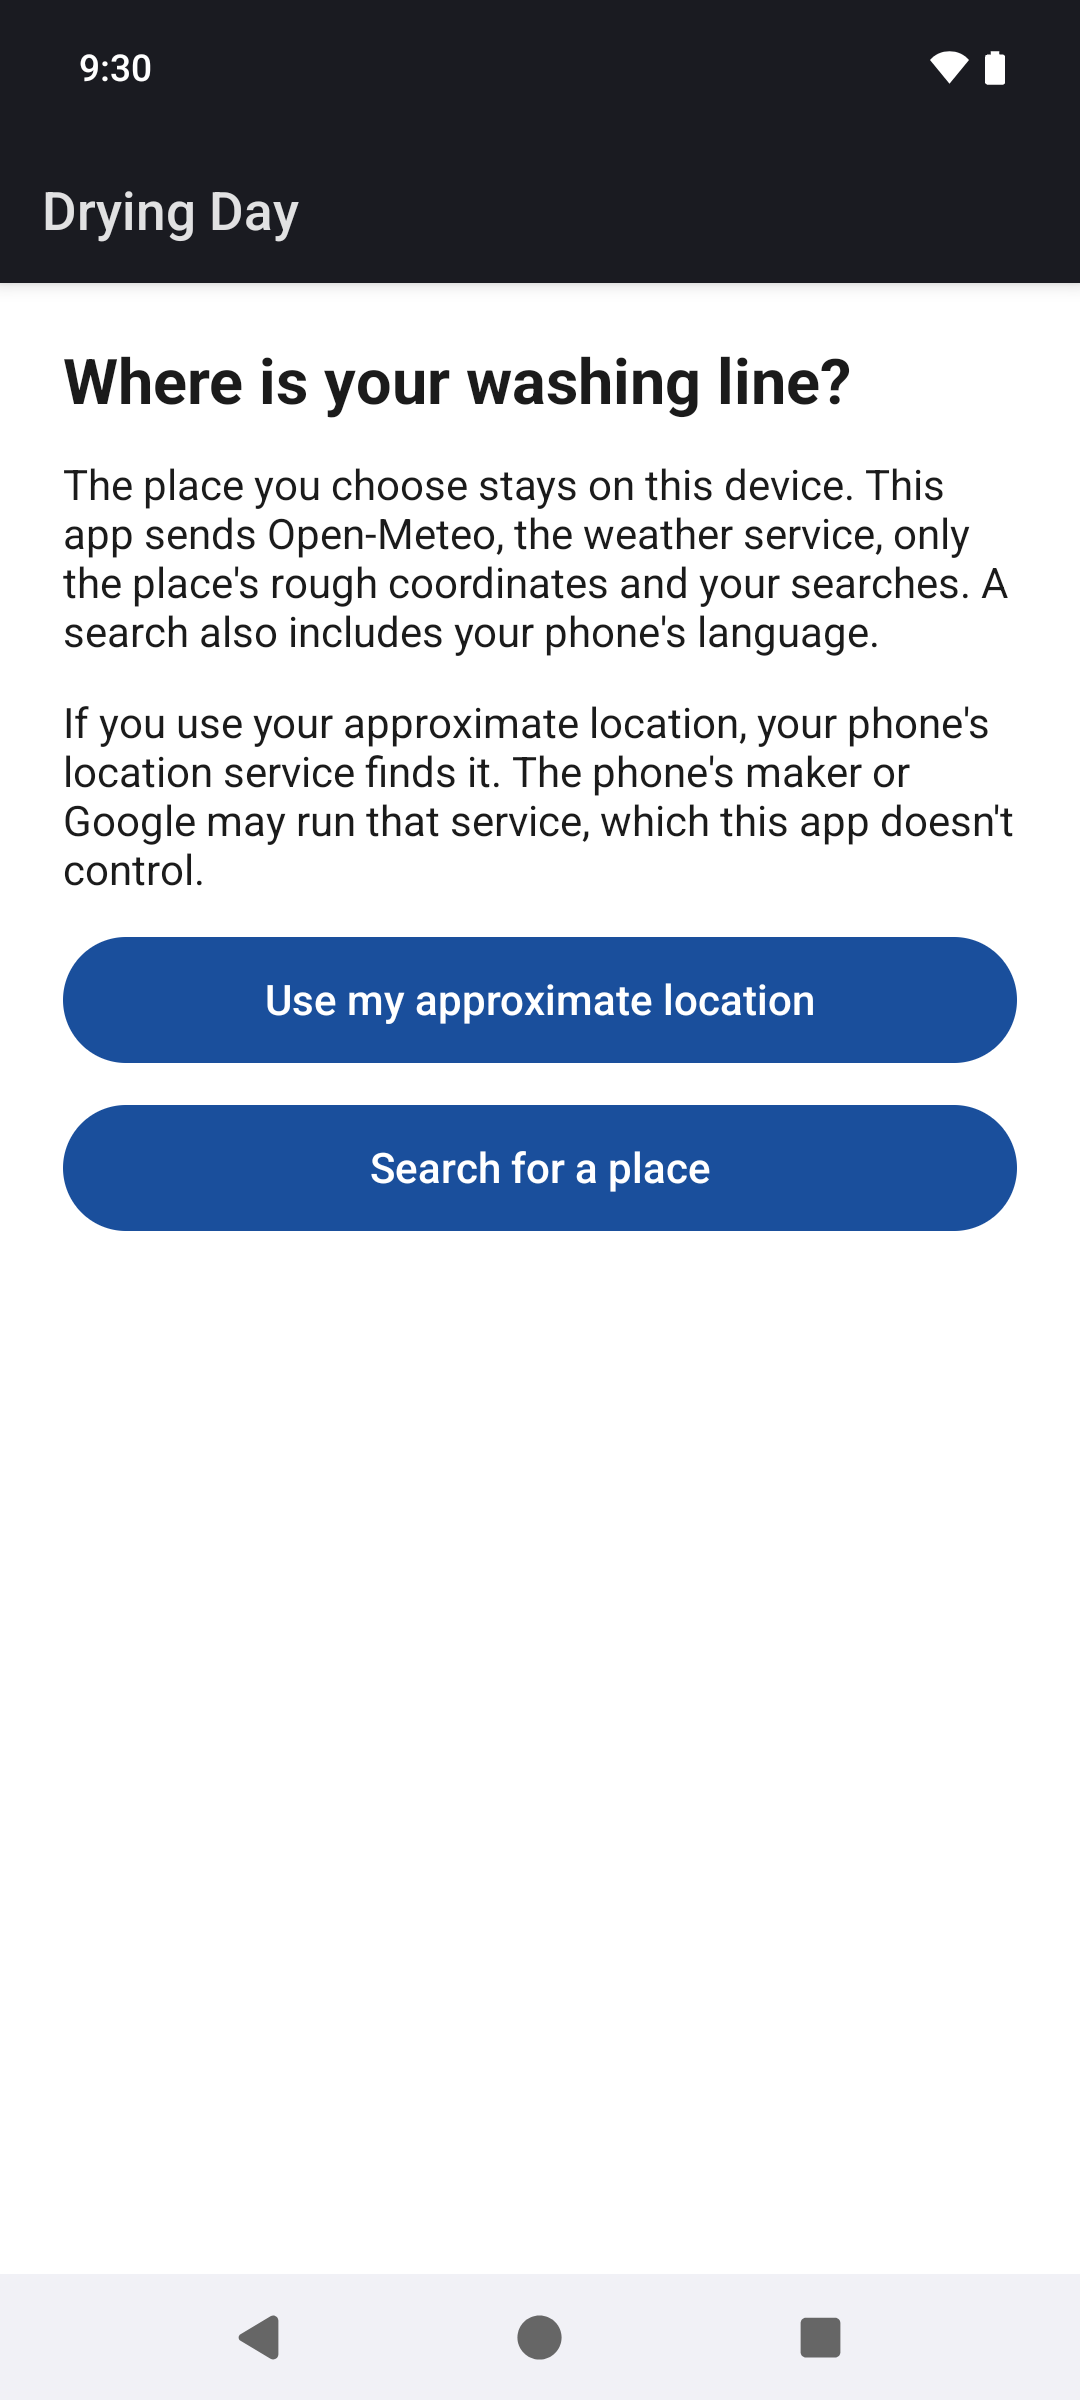 9:30
Drying Day
Where is your washing line?
The place you choose stays on this device. This
app sends Open-Meteo, the weather service, only
the place's rough coordinates and your searches. A
search also includes your phone's language.
If you use your approximate location, your phone's
location service finds it. The phone's maker or
Google may run that service, which this app doesn't
control.
Use my approximate location
Search for a place